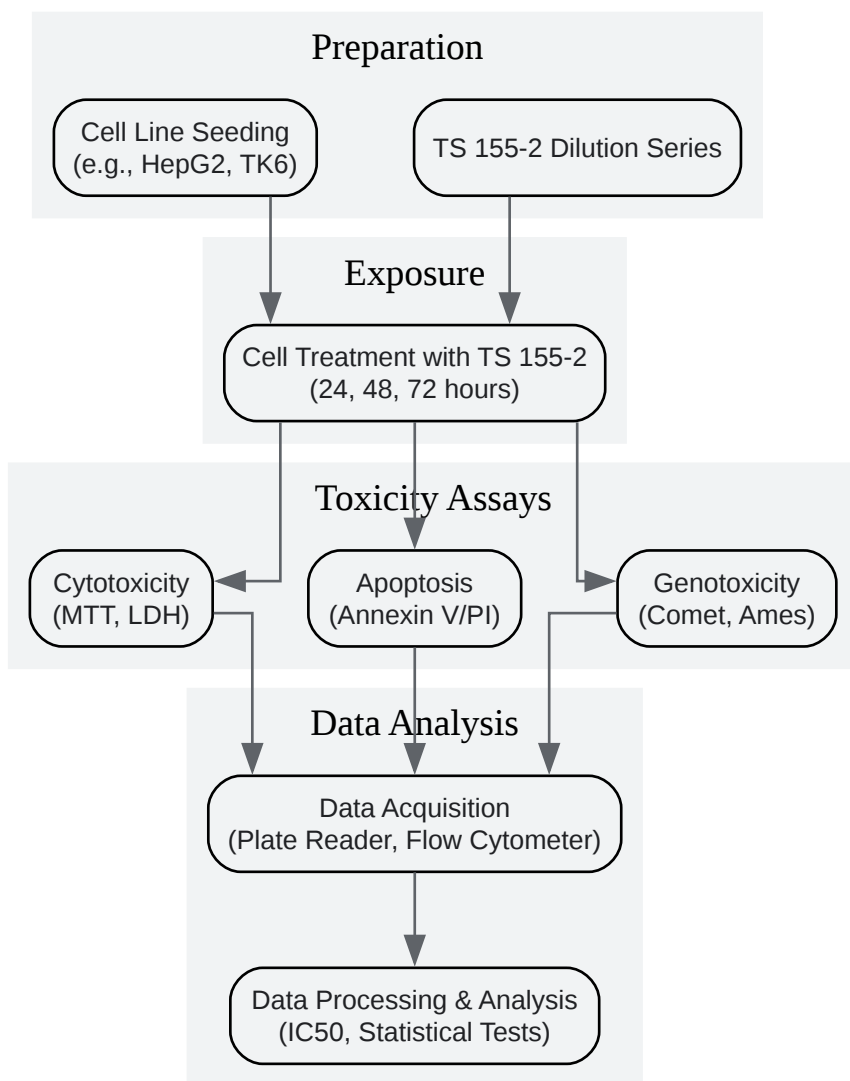 Preparation
Cell Line Seeding
(e.g., HepG2, TK6)
TS 155-2 Dilution Series
Exposure
Cell Treatment with TS 155-2
(24, 48, 72 hours)
Toxicity Assays
Cytotoxicity
(MTT, LDH)
Apoptosis
(Annexin V/PI)
Genotoxicity
(Comet, Ames)
Data Analysis
Data Acquisition
(Plate Reader, Flow Cytometer)
Data Processing & Analysis
(IC50, Statistical Tests)